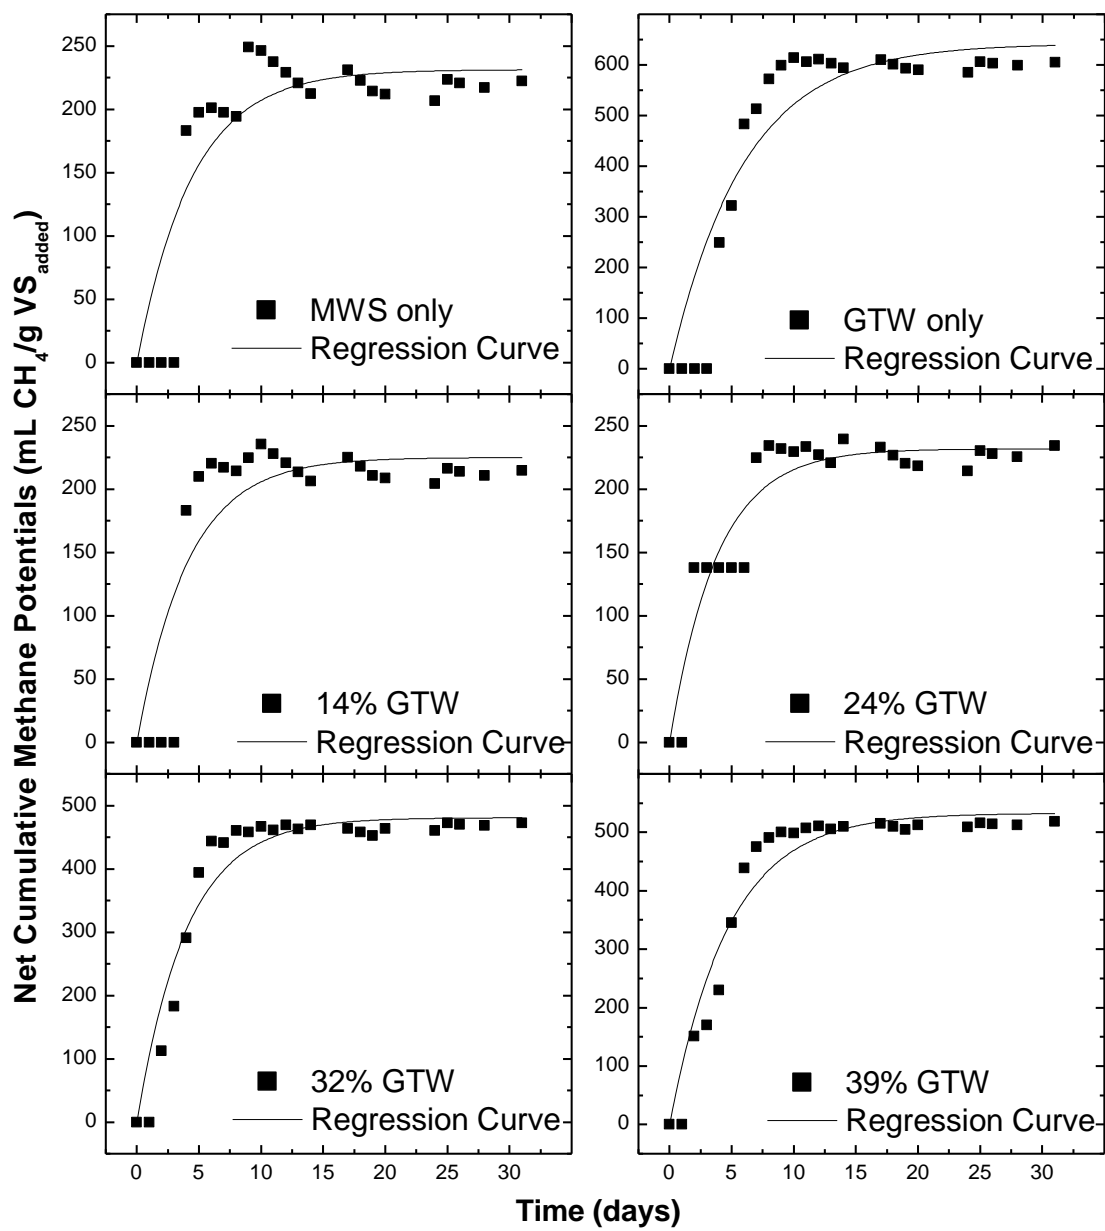 Net Cumulative Methane Potentials (mL CH4/g VSadded)
250
200
150
100
50
0
MWS only
Regression Curve
600
500
400
300
200
100
0
GTW only
Regression Curve
250
200
150
100
50
0
14% GTW
Regression Curve
250
200
150
100
50
0
24% GTW
Regression Curve
500
400
300
200
100
0
32% GTW
Regression Curve
0 5 10 15 20 25 30
500
400
300
200
100
0
39% GTW
Regression Curve
0 5 10 15 20 25 30
Time (days)